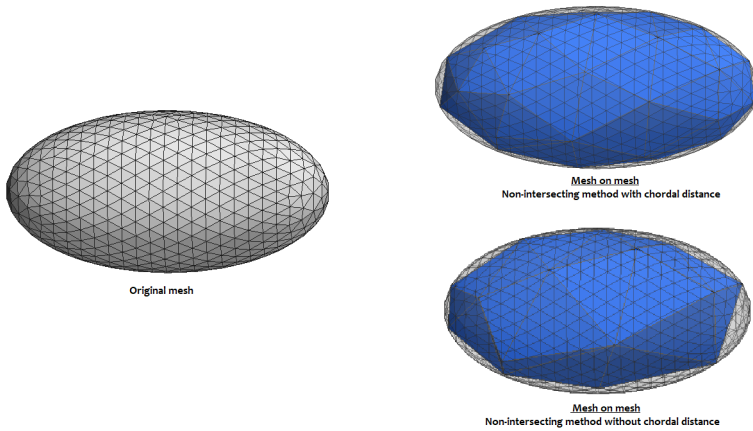 Original mesh
Mesh on mesh
Non-intersecting method with chordal distance
Mesh on mesh
Non-intersecting method without chordal distance